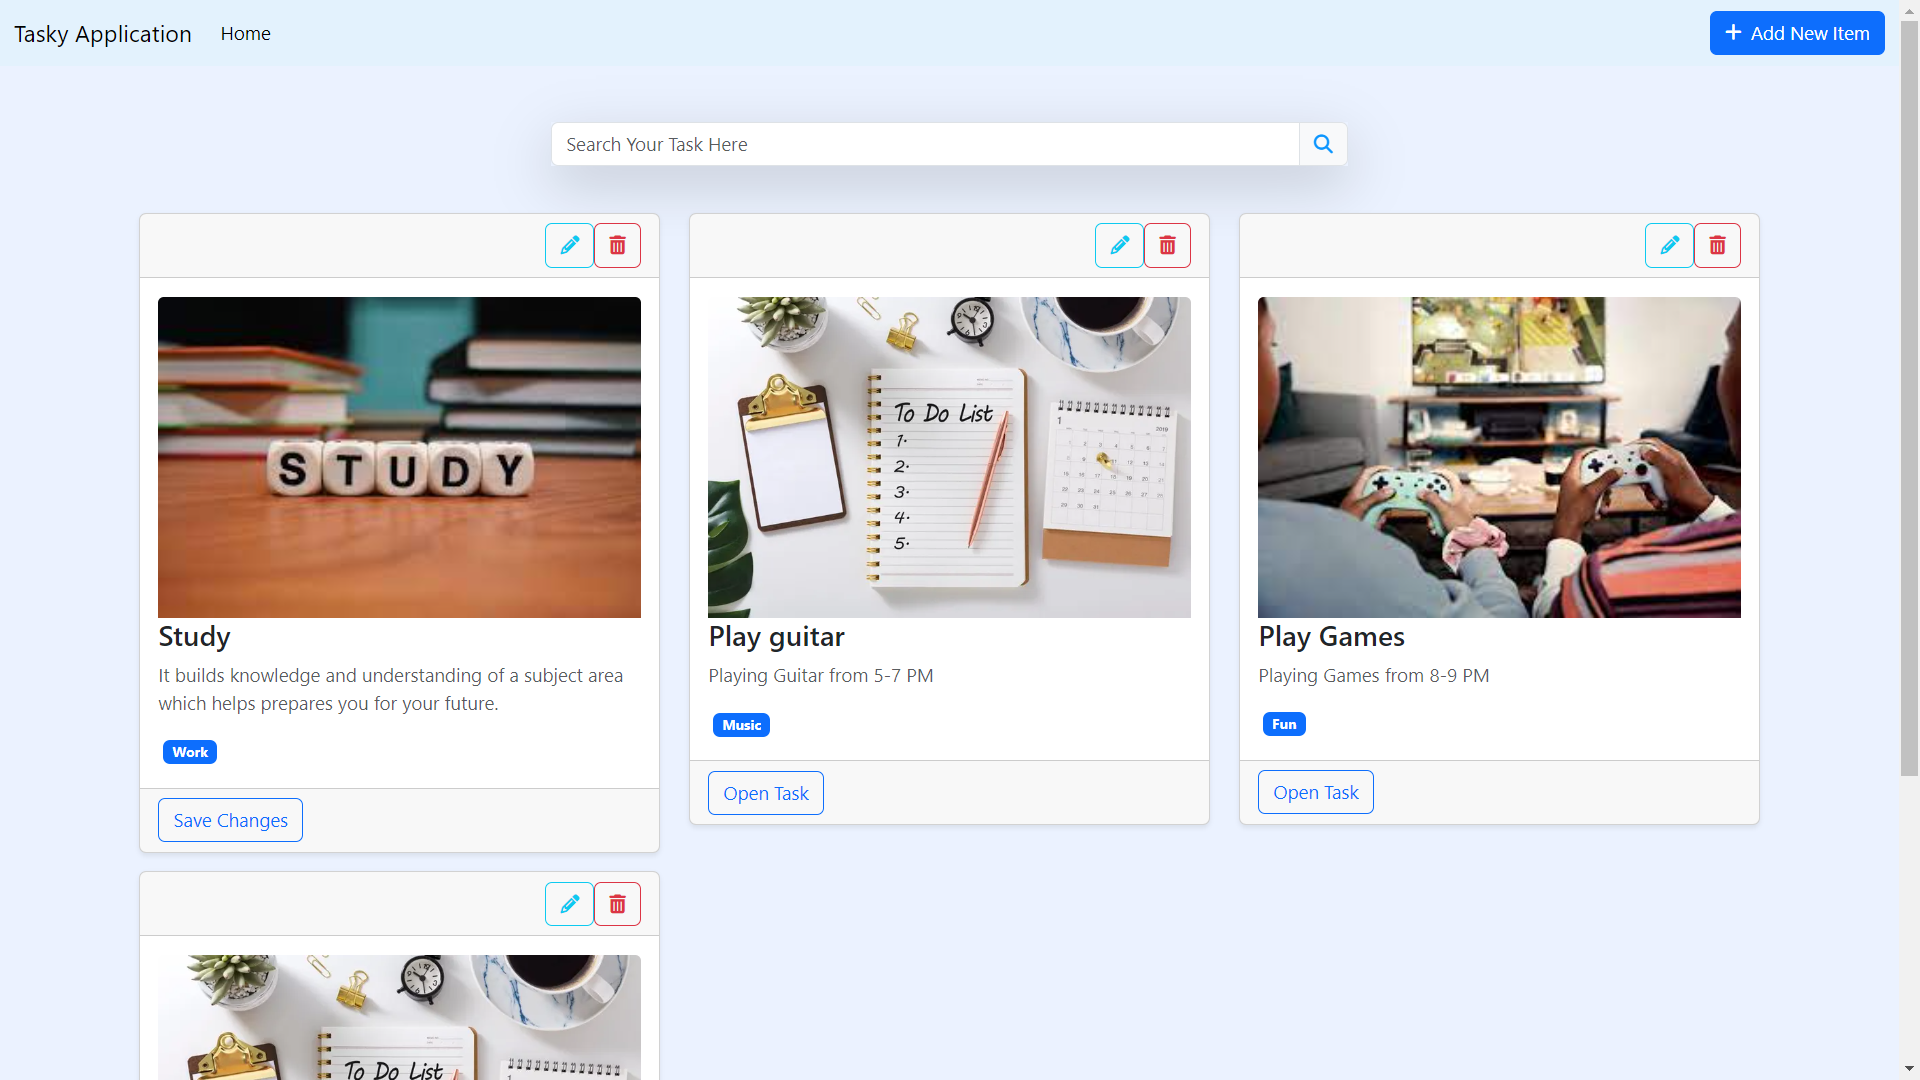 Tasky Application Home Add New Item
Search Your Task Here
STUDY
Study
It builds knowledge and understanding of a subject area
which helps prepares you for your future.
Work
Save Changes
To Do List
1.
2.
3.
4.
5.
1 2019
Play guitar
Playing Guitar from 5-7 PM
Music
Open Task
Play Games
Playing Games from 8-9 PM
Fun
Open Task
To Do List
1